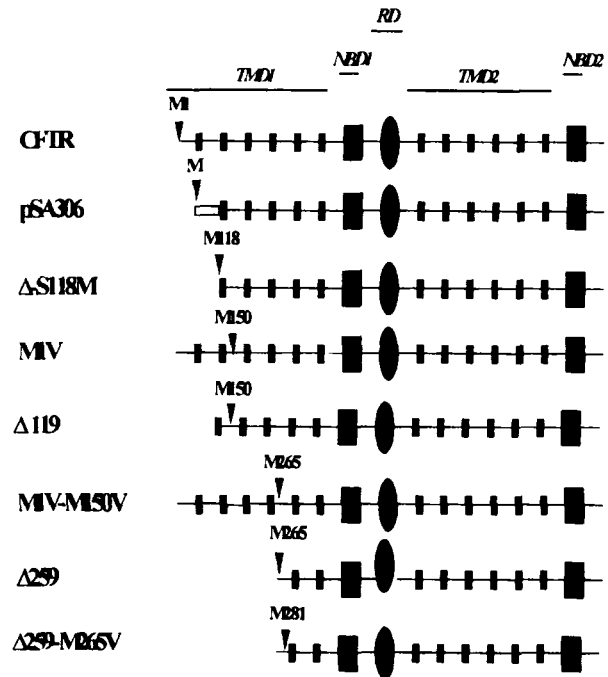 RD
NBD1
NBD2
TMD1
TMD2
M1
CFTR
M
pSA306
M118
Δ-S118M
M150
M1V
M150
Δ119
M265
M1V-M150V
M265
Δ259
M281
Δ259-M265V